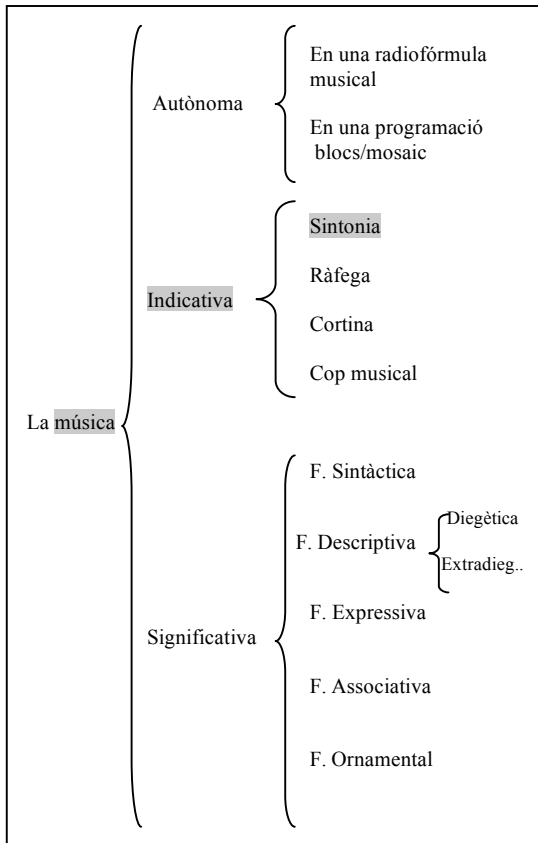 En una radiofórmula
musical
Autònoma
En una programació
blocs/mosaic
Sintonia
Ràfega
Indicativa
Cortina
Cop musical
La música
F. Sintàctica
Diegètica
F. Descriptiva
Extradieg..
F. Expressiva
Significativa
F. Associativa
F. Ornamental